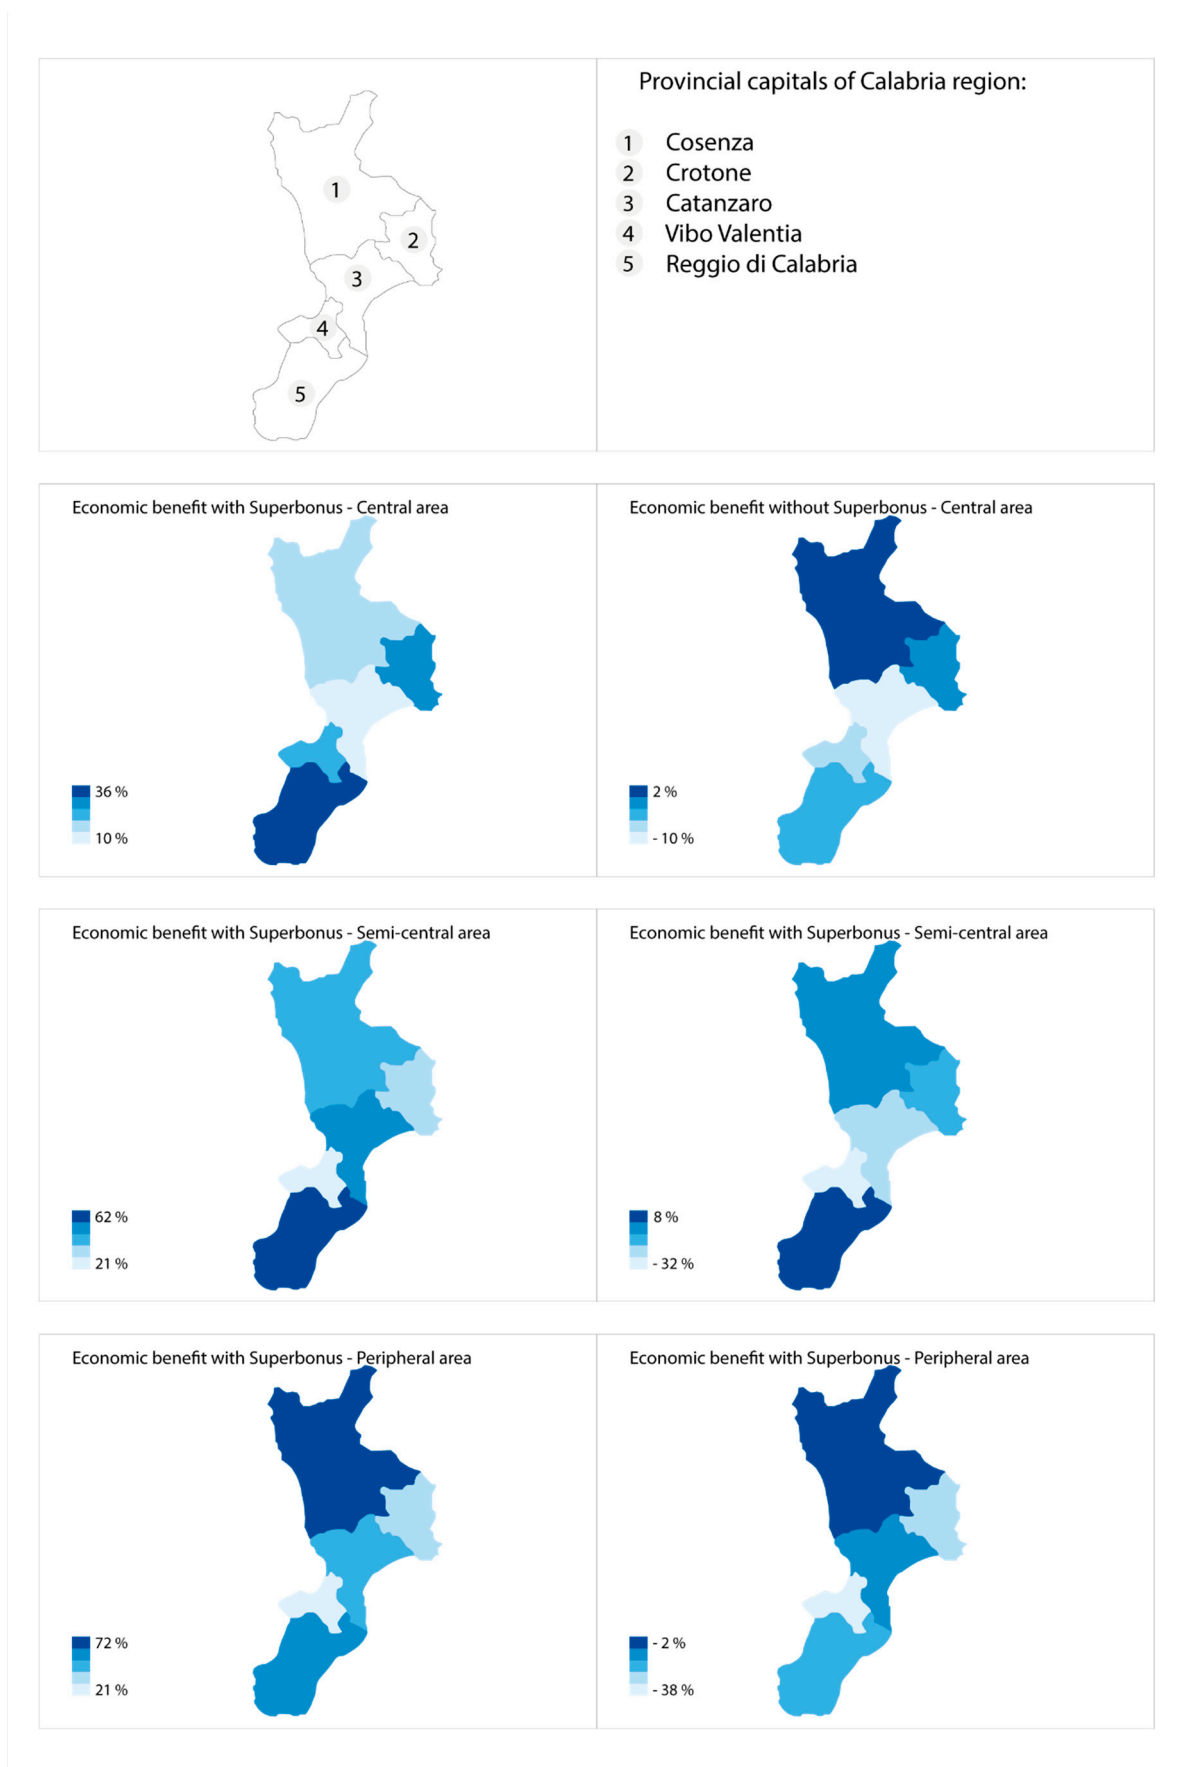 Provincial capitals of Calabria region:
1
2
3
4
5
1 Cosenza
2 Crotone
3 Catanzaro
4 Vibo Valentia
5 Reggio di Calabria
Economic benefit with Superbonus - Central area
36 %
10 %
Economic benefit without Superbonus - Central area
2 %
- 10 %
Economic benefit with Superbonus - Semi-central area
62 %
21 %
Economic benefit with Superbonus - Semi-central area
8 %
- 32 %
Economic benefit with Superbonus - Peripheral area
72 %
21 %
Economic benefit with Superbonus - Peripheral area
- 2 %
- 38 %